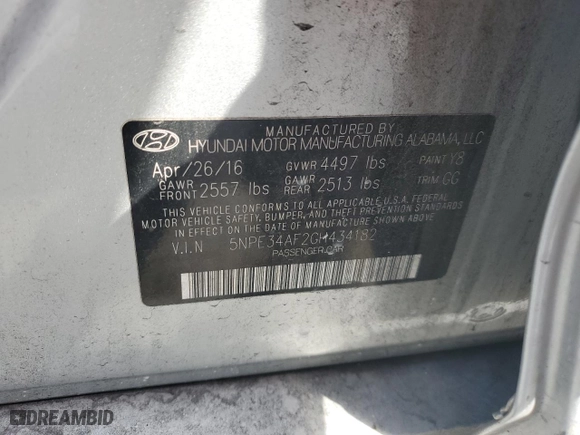 MANUFACTURED BY
HYUNDAI MOTOR MANUFACTURING ALABAMA, LLC
Apr/26/16 GVWR 4497 lbs PAINT Y8
GAWR FRONT 2557 lbs GAWR REAR 2513 lbs TRIM GG
THIS VEHICLE CONFORMS TO ALL APPLICABLE U.S.A. FEDERAL
MOTOR VEHICLE SAFETY, BUMPER, AND THEFT PREVENTION STANDARDS
IN EFFECT ON THE DATE OF MANUFACTURE SHOWN ABOVE.
V.I.N 5NPE34AF2GH434182
PASSENGER CAR
DREAMBID